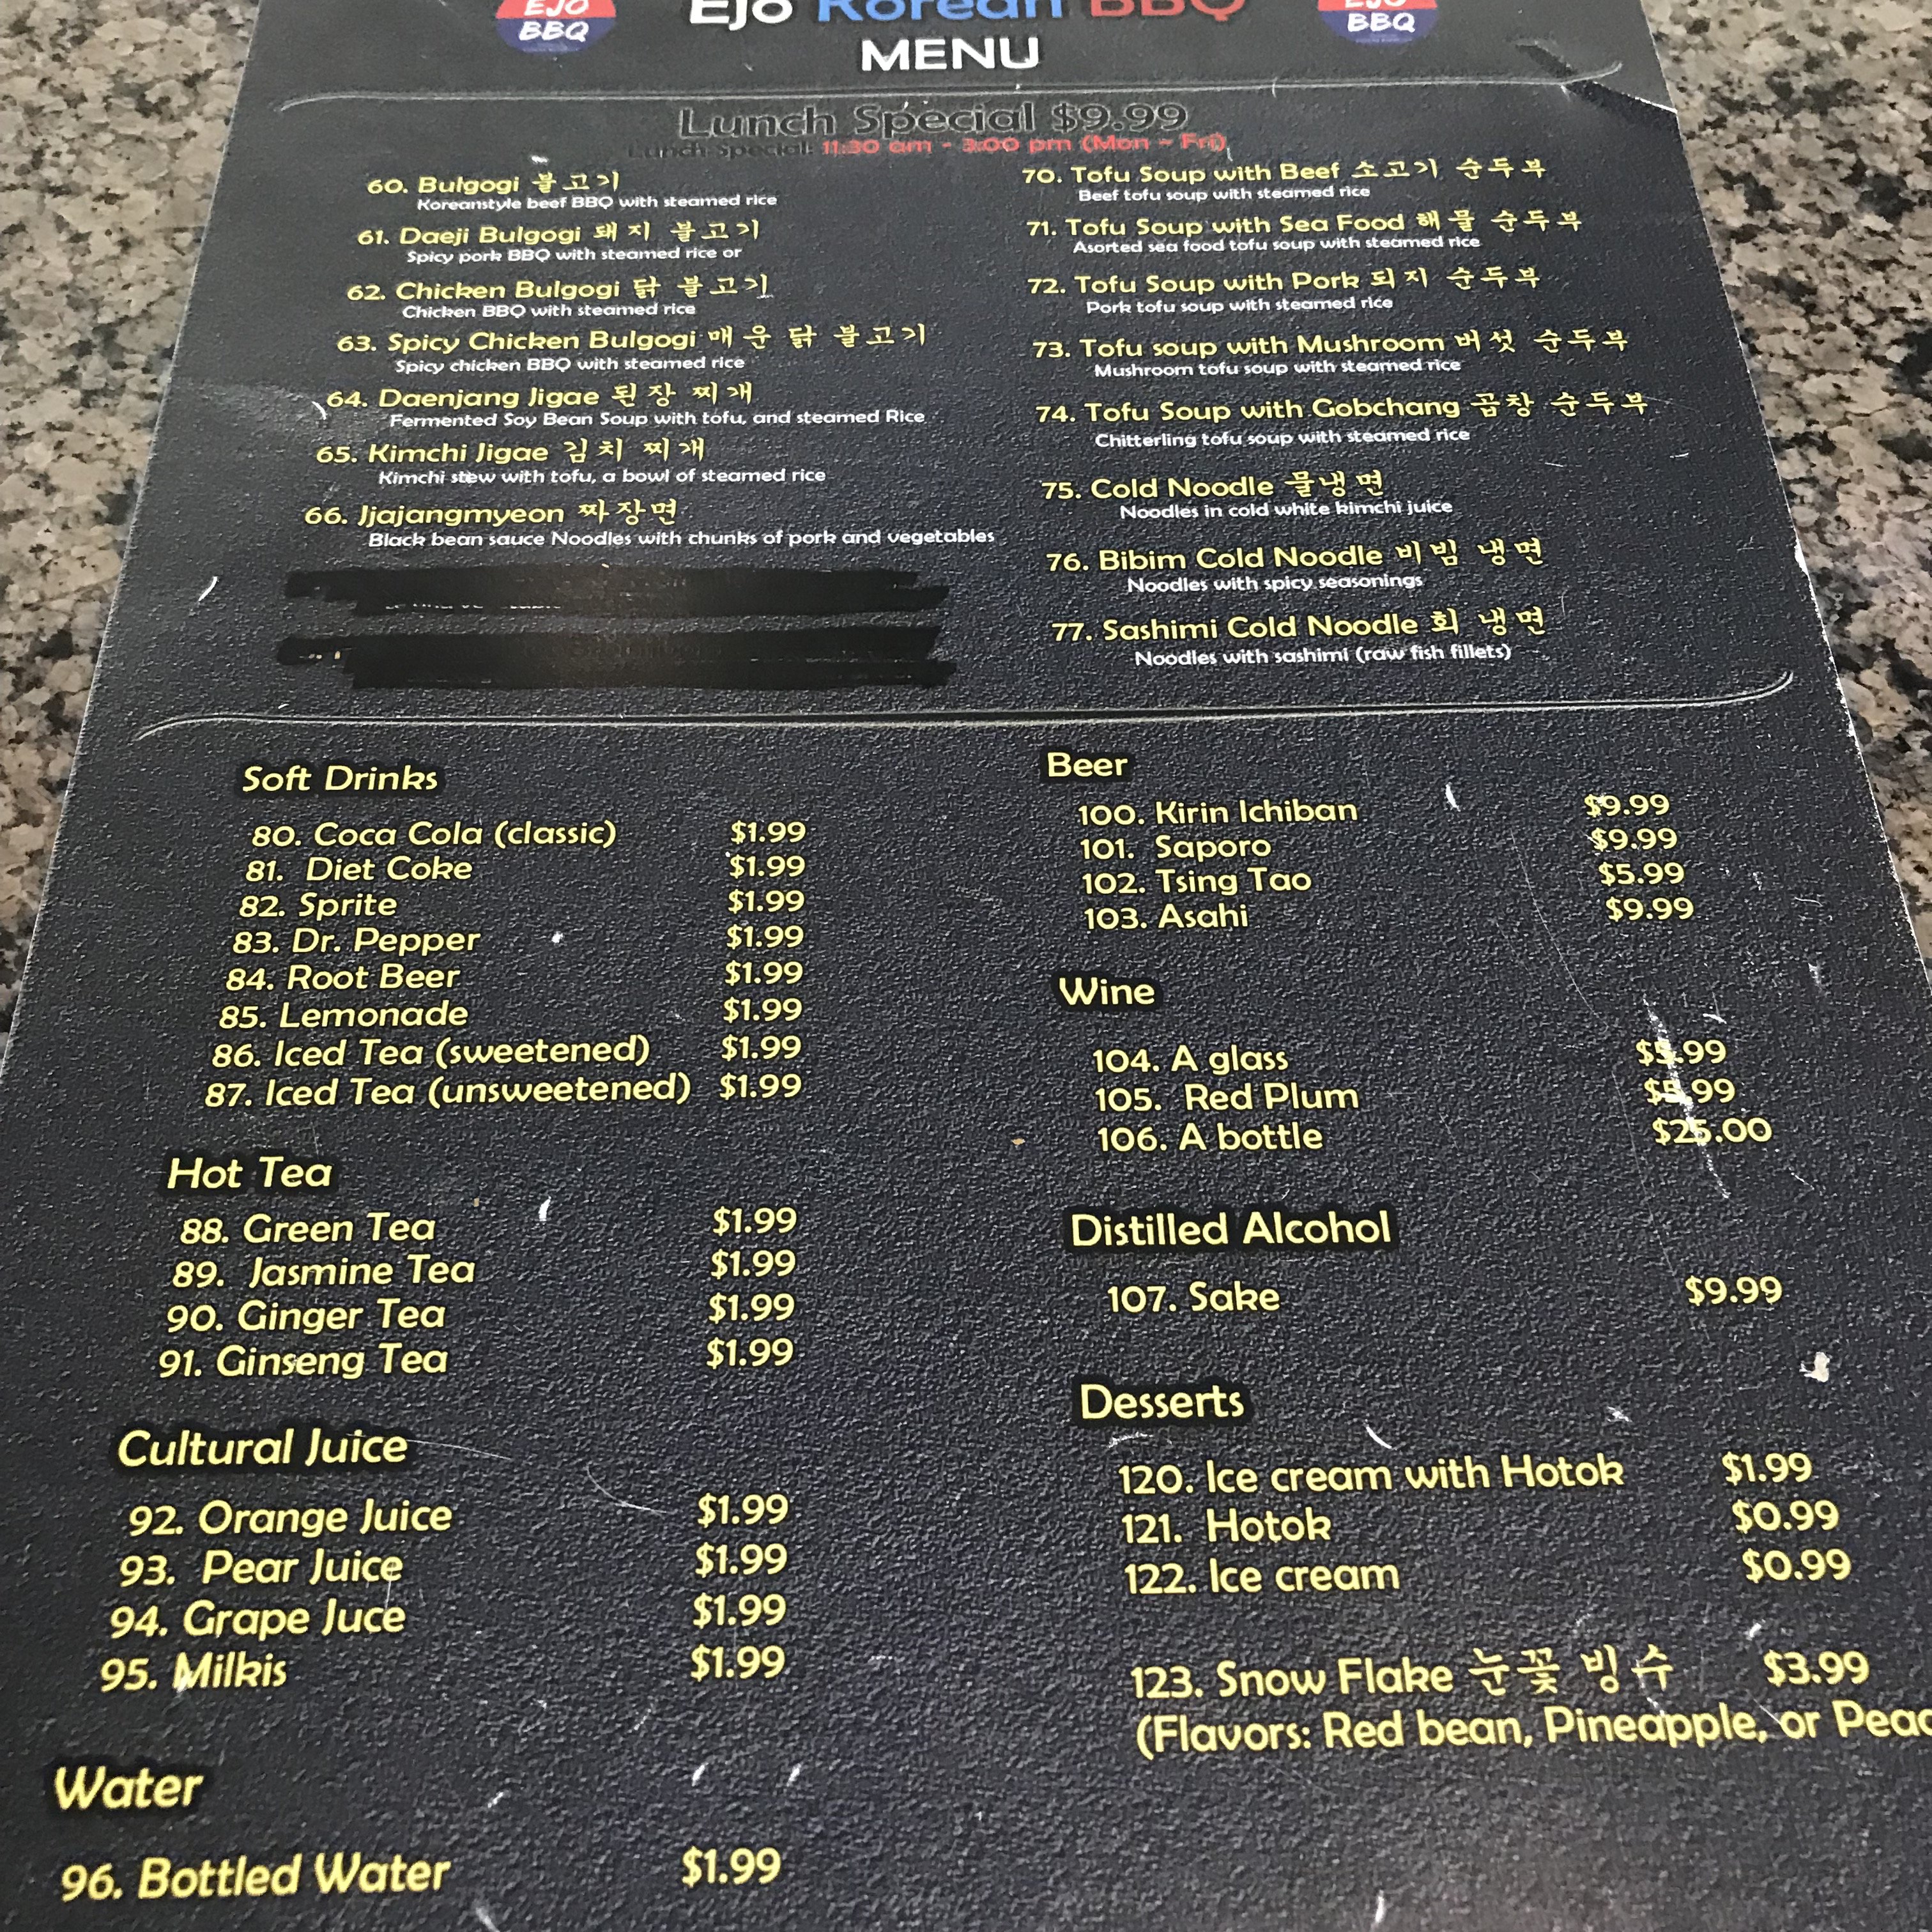 EJO
BBQ
Ejo Korean BBQ
MENU
EJO
BBQ
Lunch Special $9.99
Lunch Special: 11:30 am - 3:00 pm (Mon ~ Fri)
60. Bulgogi 불고기
Koreanstyle beef BBQ with steamed rice
61. Daeji Bulgogi 돼지 불고기
Spicy pork BBQ with steamed rice or
62. Chicken Bulgogi 닭 불고기
Chicken BBQ with steamed rice
63. Spicy Chicken Bulgogi 매운 닭 불고기
Spicy chicken BBQ with steamed rice
64. Daenjang Jigae 된장 찌개
Fermented Soy Bean Soup with tofu, and steamed Rice
65. Kimchi Jigae 김치 찌개
Kimchi stew with tofu, a bowl of steamed rice
66. Jjajangmyeon 짜장면
Black bean sauce Noodles with chunks of pork and vegetables
70. Tofu Soup with Beef 소고기 순두부
Beef tofu soup with steamed rice
71. Tofu Soup with Sea Food 해물 순두부
Asorted sea food tofu soup with steamed rice
72. Tofu Soup with Pork 되지 순두부
Pork tofu soup with steamed rice
73. Tofu soup with Mushroom 버섯 순두부
Mushroom tofu soup with steamed rice
74. Tofu Soup with Gobchang 곱창 순두부
Chitterling tofu soup with steamed rice
75. Cold Noodle 물냉면
Noodles in cold white kimchi juice
76. Bibim Cold Noodle 비빔 냉면
Noodles with spicy seasonings
77. Sashimi Cold Noodle 회 냉면
Noodles with sashimi (raw fish fillets)
Soft Drinks
80. Coca Cola (classic) $1.99
81. Diet Coke $1.99
82. Sprite $1.99
83. Dr. Pepper $1.99
84. Root Beer $1.99
85. Lemonade $1.99
86. Iced Tea (sweetened) $1.99
87. Iced Tea (unsweetened) $1.99
Hot Tea
88. Green Tea $1.99
89. Jasmine Tea $1.99
90. Ginger Tea $1.99
91. Ginseng Tea $1.99
Cultural Juice
92. Orange Juice $1.99
93. Pear Juice $1.99
94. Grape Juce $1.99
95. Milkis $1.99
Water
96. Bottled Water $1.99
Beer
100. Kirin Ichiban $9.99
101. Saporo $9.99
102. Tsing Tao $5.99
103. Asahi $9.99
Wine
104. A glass $5.99
105. Red Plum $5.99
106. A bottle $25.00
Distilled Alcohol
107. Sake $9.99
Desserts
120. Ice cream with Hotok $1.99
121. Hotok $0.99
122. Ice cream $0.99
123. Snow Flake 눈꽃 빙수 $3.99
(Flavors: Red bean, Pineapple, or Peac